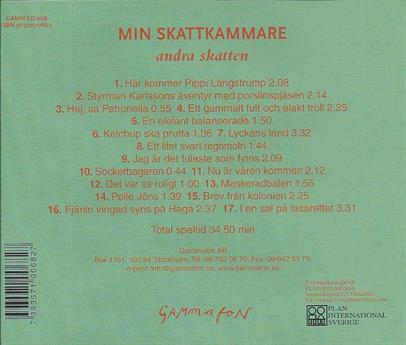 GAMM CD 068
MIN SKATTKAMMARE
andra skatten
1. Här kommer Pippi Långstrump 2.08
2. Styrman Karlssons äventyr med porslinspjäsen 2.14
3. Hej, sa Petronella 0.55 4. Ett gammalt fult och elakt troll 2.25
5. En elefant balanserade 1.50
6. Ketchup ska prutta 1.06 7. Lyckans land 3.32
8. Ett litet svart regnmoln 1.44
9. Jag är det fulaste som finns 2.09
10. Sockerbagaren 0.44 11. Nu är våren kommen 2.12
12. Det var så roligt 1.00 13. Maskeradbalen 1.55
14. Pelle Jöns 1.39 15. Brev från kolonien 2.25
16. Fjäriln vingad syns på Haga 2.37 17. I en sal på lasarettet 3.31
Total speltid 34.50 min
Gammafon AB
Box 4161, 102 64 Stockholm, Tel. 08-702 06 20, Fax. 08-642 51 79,
e-post: info@gammafon.se, www.gammafon.se
7393571006827
GAMMAFON
PLAN
INTERNATIONAL
SVERIGE